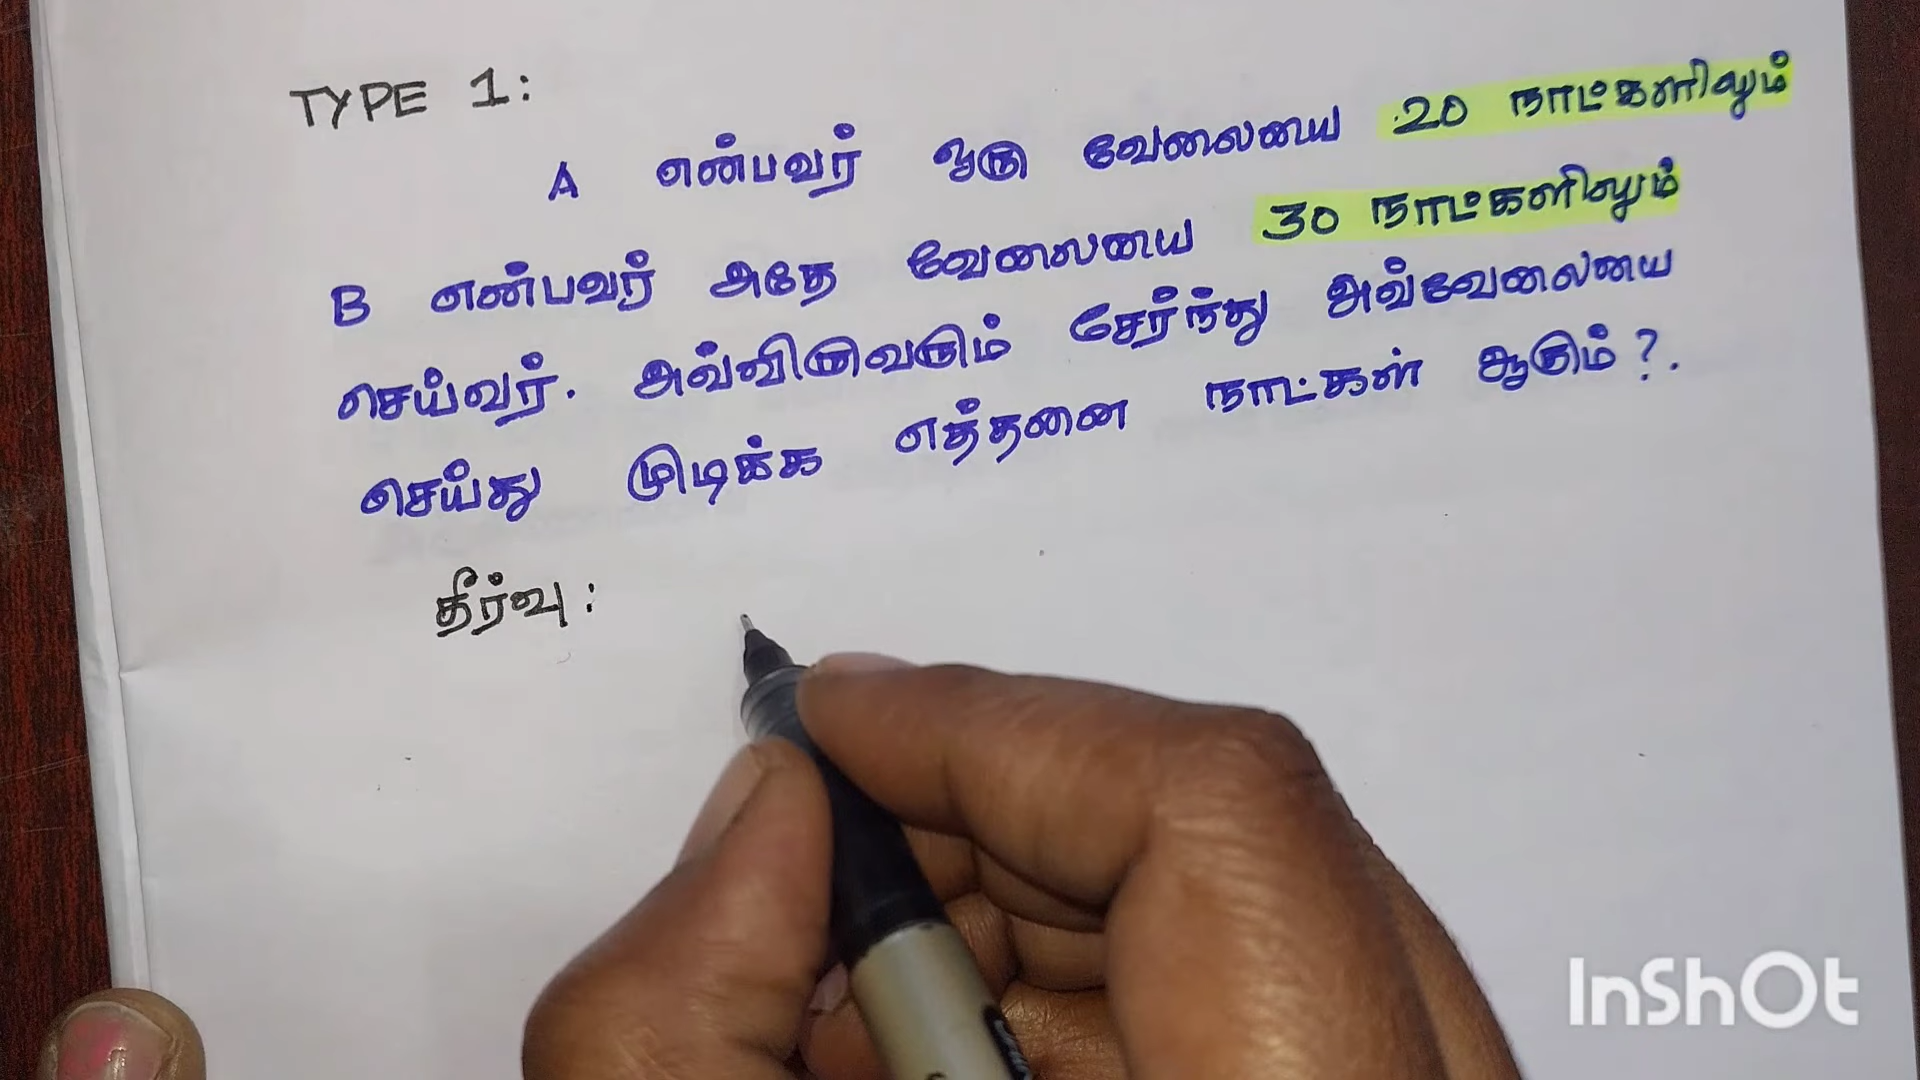 TYPE 1:
A என்பவர் ஒரு வேலையை 20 நாட்களிலும்
B என்பவர் அதே வேலையை 30 நாட்களிலும்
செய்வர். அவ்விருவரும் சேர்ந்து அவ்வேலையை
செய்து முடிக்க எத்தனை நாட்கள் ஆகும்?.
தீர்வு:
InShOt